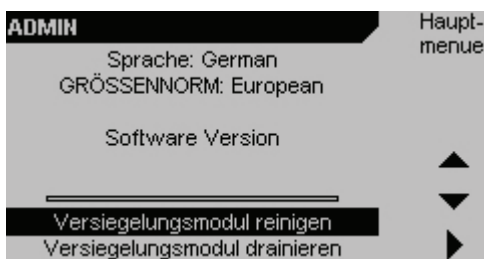 ADMIN
Haupt-
menue
Sprache: German
GRÖSSENNORM: European
Software Version
Versiegelungsmodul reinigen
Versiegelungsmodul drainieren